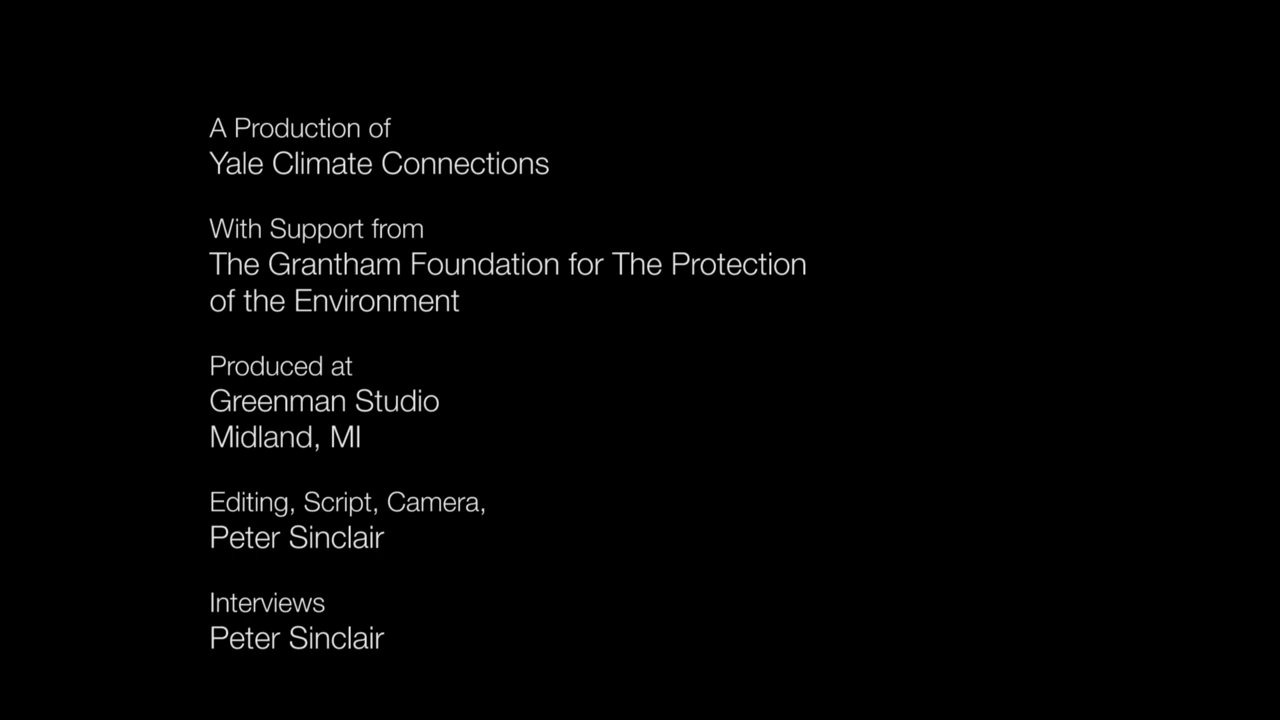 A Production of
Yale Climate Connections
With Support from
The Grantham Foundation for The Protection
of the Environment
Produced at
Greenman Studio
Midland, MI
Editing, Script, Camera,
Peter Sinclair
Interviews
Peter Sinclair